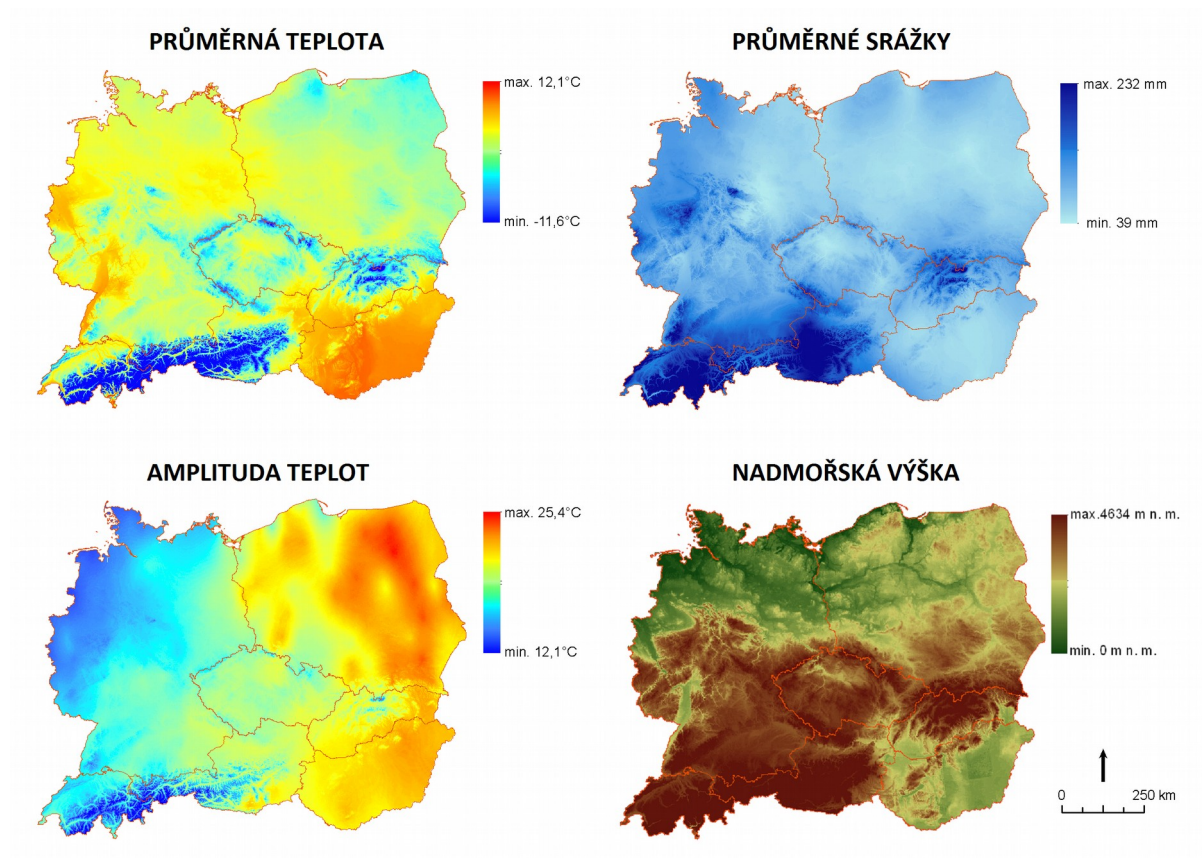 PRŮMĚRNÁ TEPLOTA
max. 12,1°C
min. -11,6°C
PRŮMĚRNÉ SRÁŽKY
max. 232 mm
min. 39 mm
AMPLITUDA TEPLOT
max. 25,4°C
min. 12,1°C
NADMOŘSKÁ VÝŠKA
max.4634 m n. m.
min. 0 m n. m.
0 250 km